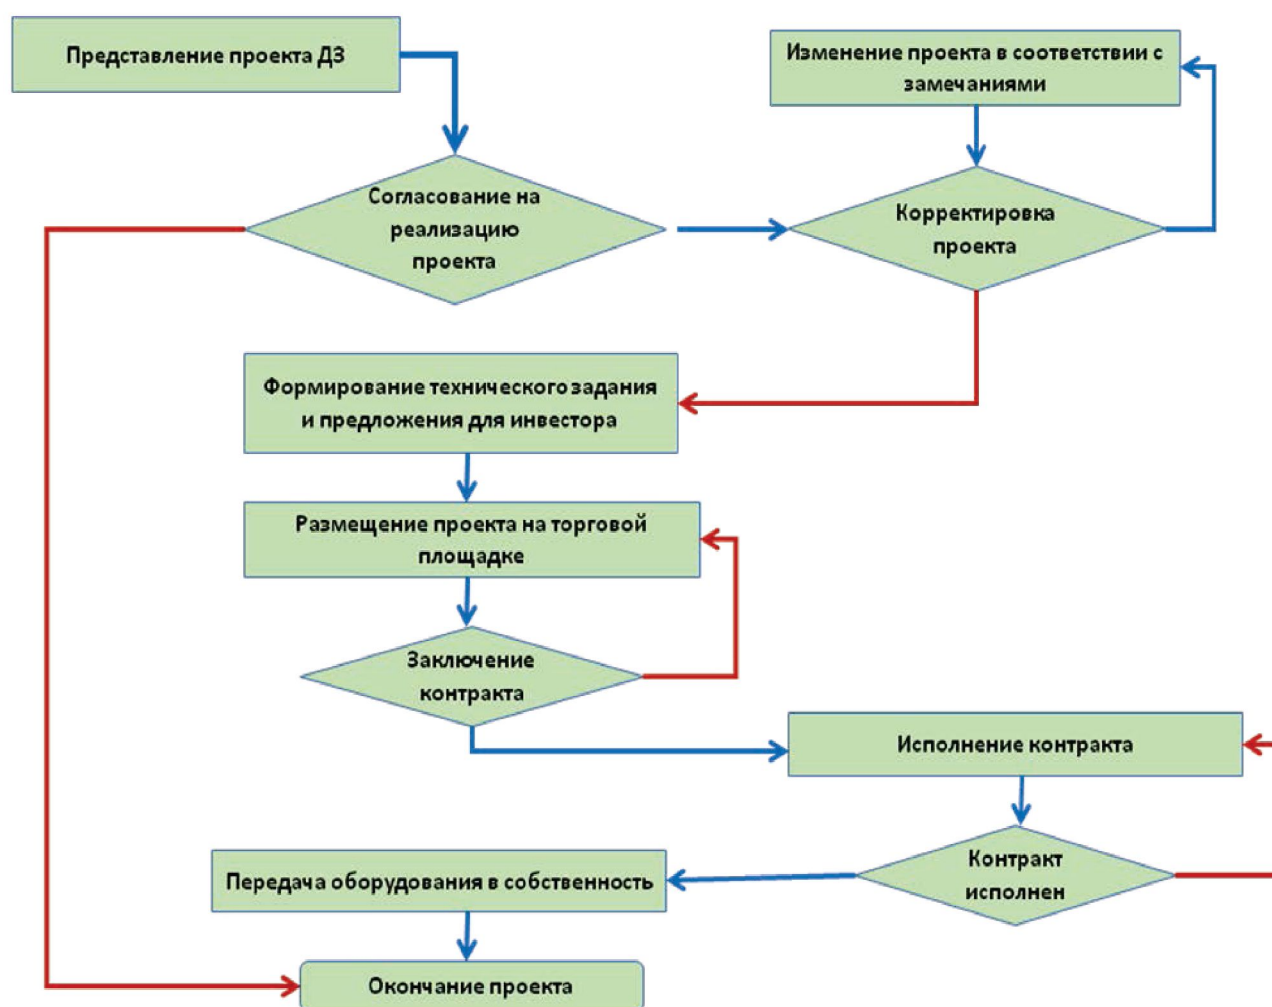 Представление проекта ДЗ
Изменение проекта в соответствии с
замечаниями
Согласование на
реализацию
проекта
Корректировка
проекта
Формирование технического задания
и предложения для инвестора
Размещение проекта на торговой
площадке
Заключение
контракта
Исполнение контракта
Контракт
исполнен
Передача оборудования в собственность
Окончание проекта